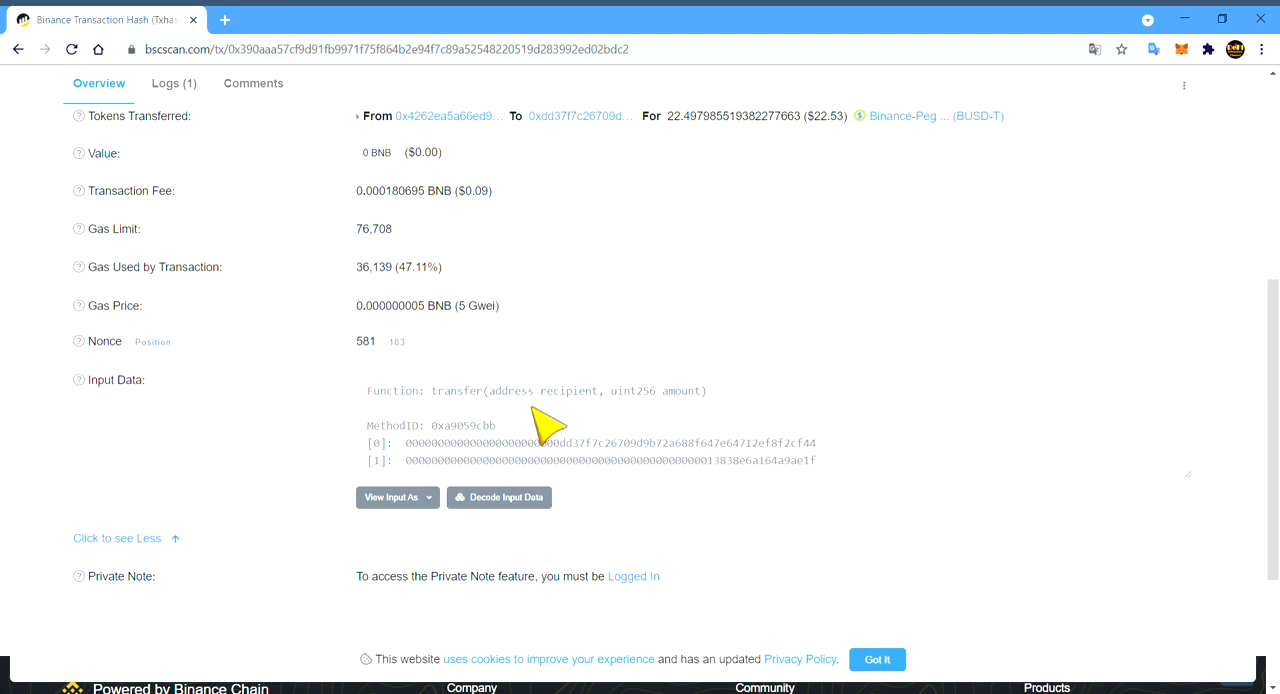 Binance Transaction Hash (Txhas
bscscan.com/tx/0x390aaa57cf9d91fb9971f75f864b2e94f7c89a52548220519d283992ed02bdc2
Overview Logs (1) Comments
Tokens Transferred: From 0x4262ea5a66ed9... To 0xdd37f7c26709d... For 22.497985519382277663 ($22.53) Binance-Peg ... (BUSD-T)
Value: 0 BNB ($0.00)
Transaction Fee: 0.000180695 BNB ($0.09)
Gas Limit: 76,708
Gas Used by Transaction: 36,139 (47.11%)
Gas Price: 0.000000005 BNB (5 Gwei)
Nonce Position 581 183
Input Data:
Function: transfer(address recipient, uint256 amount)
MethodID: 0xa9059cbb
[0]:
[1]:
View Input As Decode Input Data
Click to see Less
Private Note: To access the Private Note feature, you must be Logged In
This website uses cookies to improve your experience and has an updated Privacy Policy. Got It
Powered by Binance Chain Company Community Products